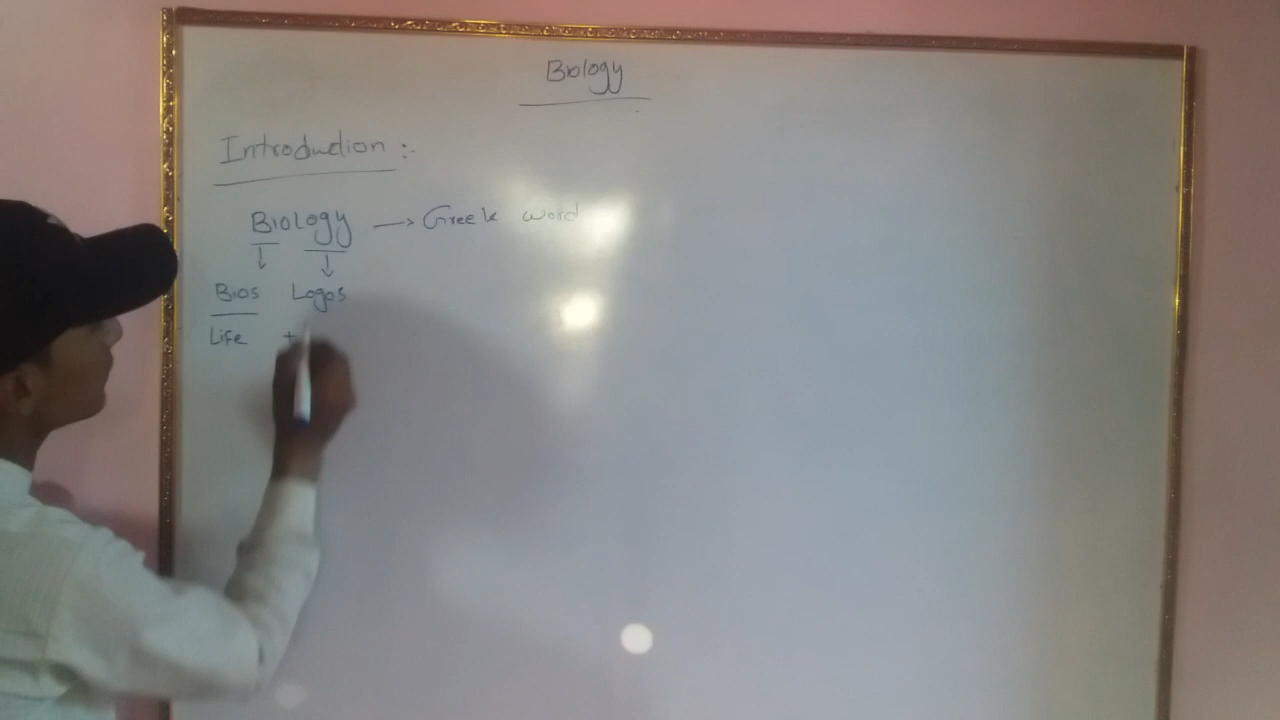 Biology
Introduction :-
Biology → Greek word
↓ ↓
Bios Logos
Life +